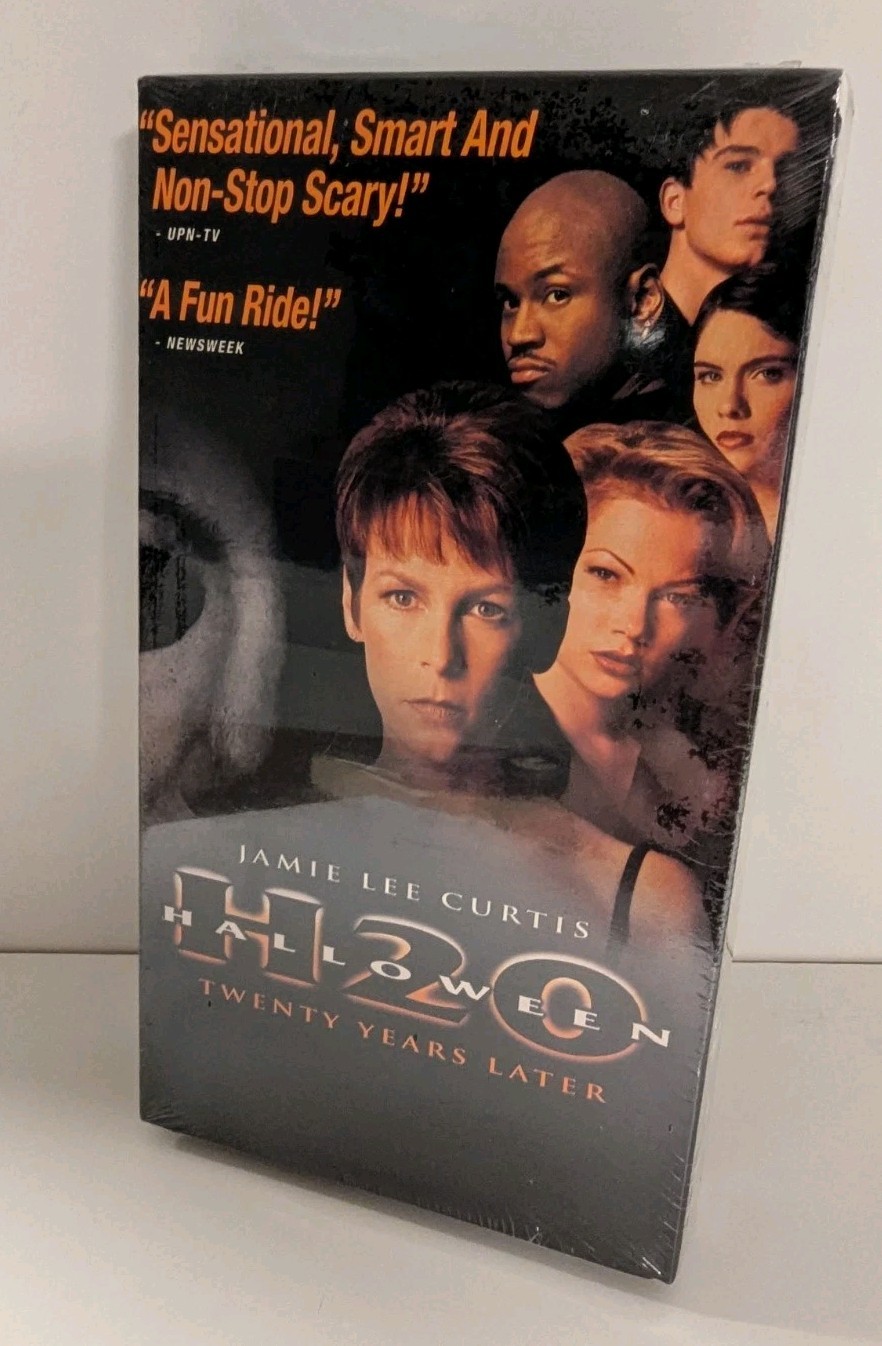 “Sensational, Smart And
Non-Stop Scary!”
- UPN-TV
“A Fun Ride!”
- NEWSWEEK
JAMIE LEE CURTIS
H20
HALLOWEEN
TWENTY YEARS LATER